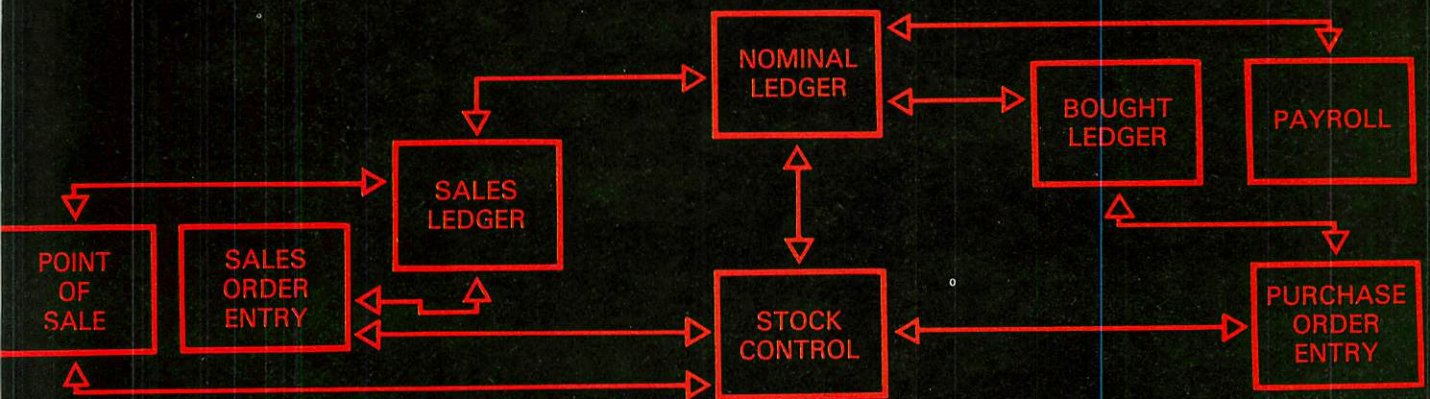 NOMINAL
LEDGER
BOUGHT
LEDGER
PAYROLL
SALES
LEDGER
POINT
OF
SALE
SALES
ORDER
ENTRY
STOCK
CONTROL
PURCHASE
ORDER
ENTRY